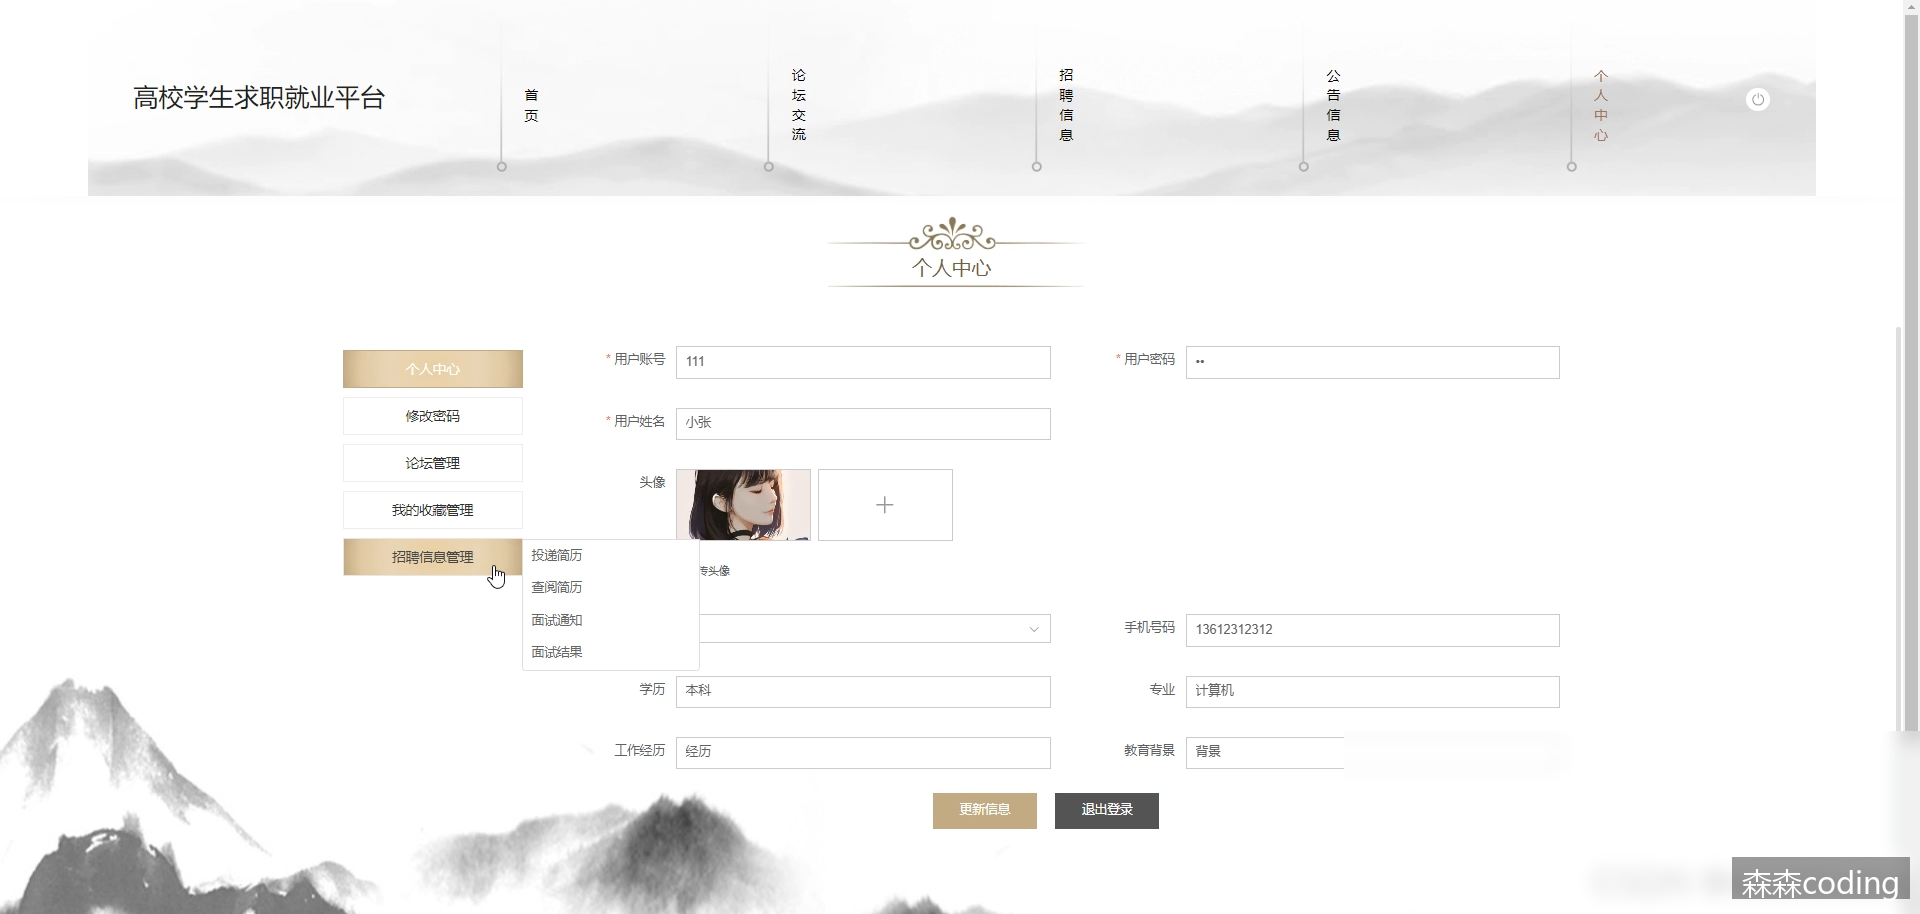 高校学生求职就业平台
首页
论坛交流
招聘信息
公告信息
个人中心
个人中心
个人中心
修改密码
论坛管理
我的收藏管理
招聘信息管理
投递简历
查阅简历
面试通知
面试结果
* 用户账号 111
* 用户密码 ••
* 用户姓名 小张
头像
传头像
手机号码 13612312312
学历 本科
专业 计算机
工作经历 经历
教育背景 背景
更新信息
退出登录
森森coding